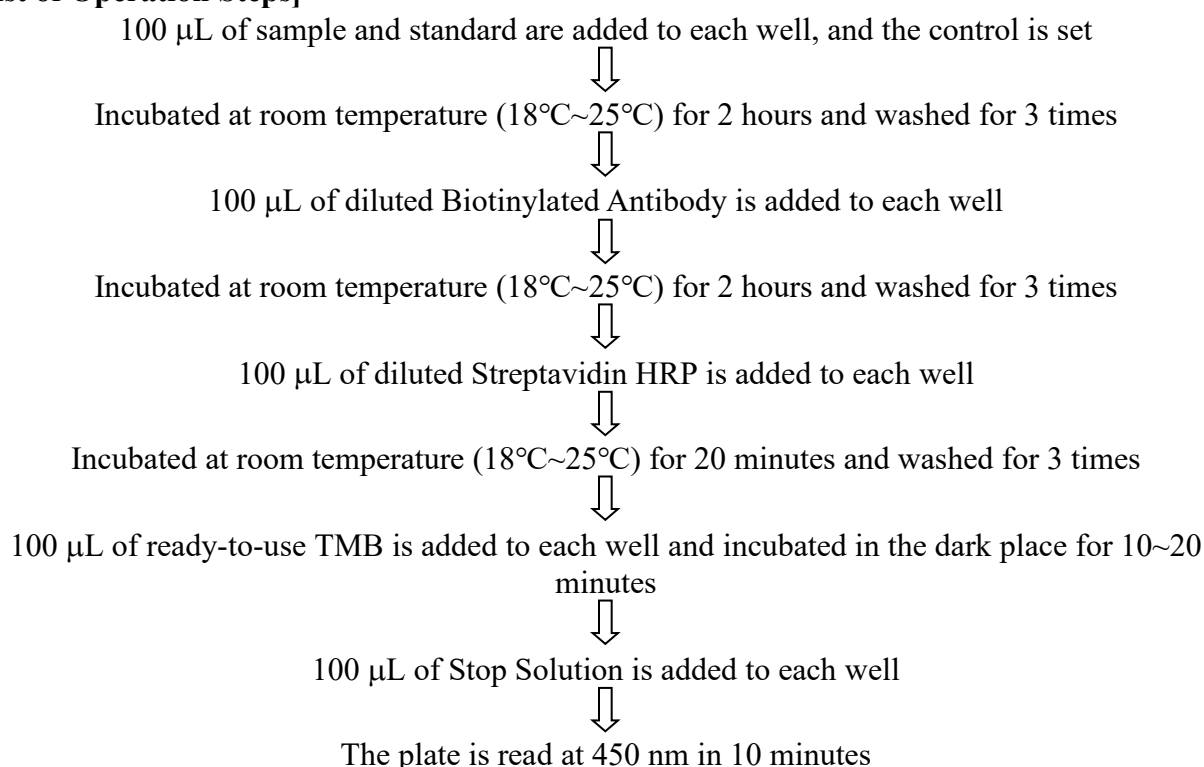 of Operation Steps]
100 μL of sample and standard are added to each well, and the control is set
Incubated at room temperature (18℃~25℃) for 2 hours and washed for 3 times
100 μL of diluted Biotinylated Antibody is added to each well
Incubated at room temperature (18℃~25℃) for 2 hours and washed for 3 times
100 μL of diluted Streptavidin HRP is added to each well
Incubated at room temperature (18℃~25℃) for 20 minutes and washed for 3 times
100 μL of ready-to-use TMB is added to each well and incubated in the dark place for 10~20
minutes
100 μL of Stop Solution is added to each well
The plate is read at 450 nm in 10 minutes